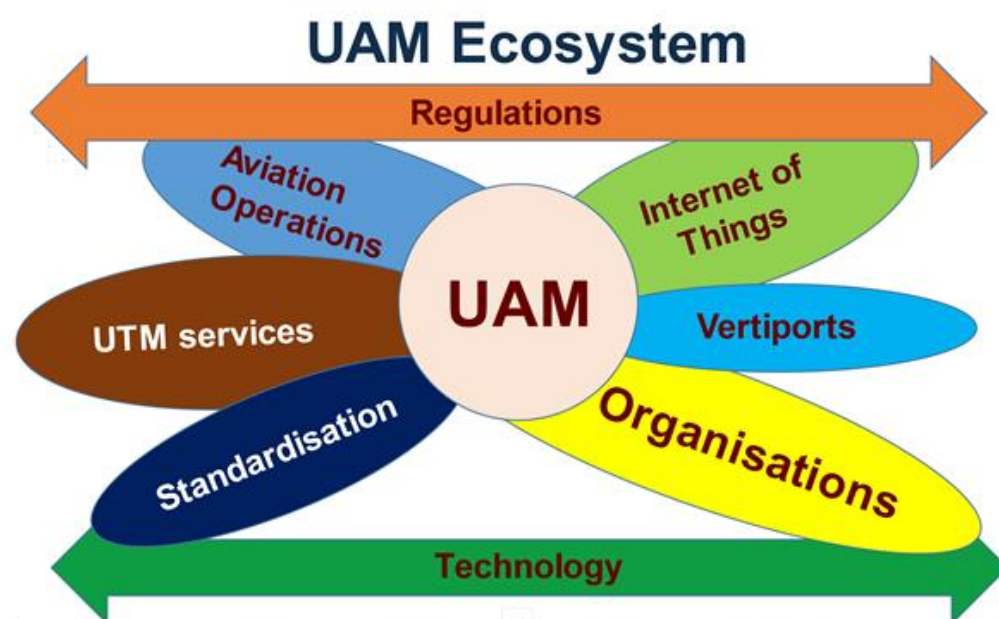 UAM Ecosystem
Regulations
Aviation
Operations
Internet of
Things
UAM
UTM services
Vertiports
Standardisation
Organisations
Technology